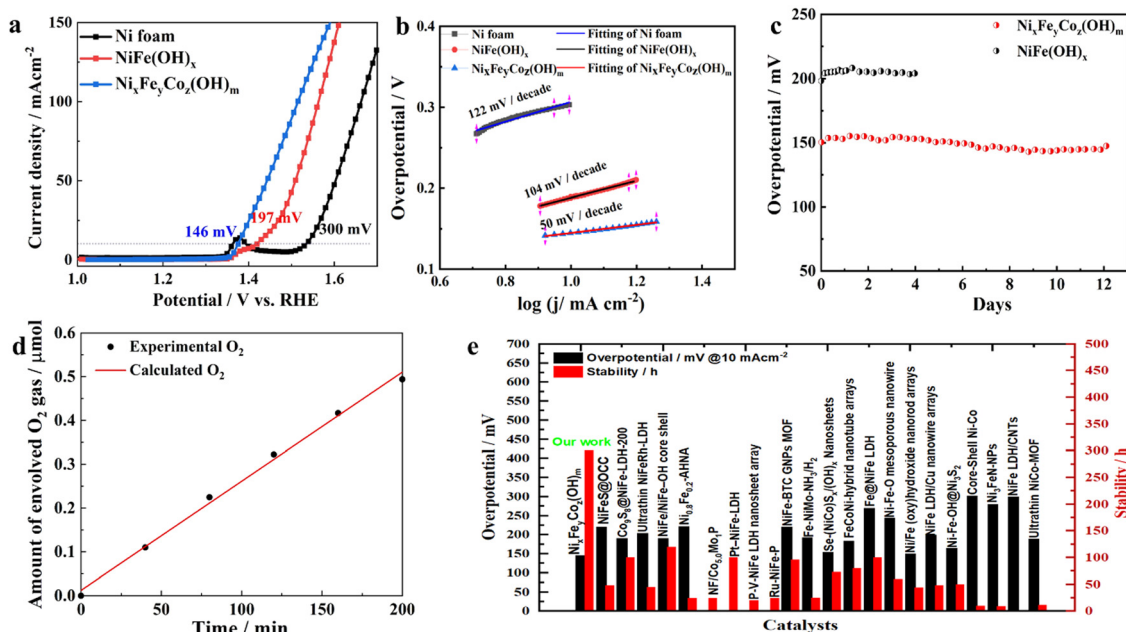 a
Current density / mAcm⁻²
150
100
50
0
Ni foam
NiFe(OH)ₓ
NiₓFeᵧCo_z(OH)ₘ
146 mV
197 mV
300 mV
1.0
1.2
1.4
1.6
Potential / V vs. RHE
b
Overpotential / V
0.4
0.3
0.2
0.1
Ni foam
Fitting of Ni foam
NiFe(OH)ₓ
Fitting of NiFe(OH)ₓ
NiₓFeᵧCo_z(OH)ₘ
Fitting of NiₓFeᵧCo_z(OH)ₘ
122 mV / decade
104 mV / decade
50 mV / decade
0.6
0.8
1.0
1.2
1.4
log (j/ mA cm⁻²)
c
Overpotential / mV
250
200
150
100
50
NiₓFeᵧCo_z(OH)ₘ
NiFe(OH)ₓ
0
2
4
6
8
10
12
Days
d
Amount of envolved O₂ gas / μmol
0.6
0.5
0.4
0.3
0.2
0.1
0.0
Experimental O₂
Calculated O₂
0
50
100
150
200
Time / min
e
Overpotential / mV
700
650
600
550
500
450
400
350
300
250
200
150
100
50
0
Overpotential / mV @10 mAcm⁻²
Stability / h
Our work
NiₓFeᵧCo_z(OH)ₘ
NiFeS@OCC
Co₉S₈@NiFe-LDH-200
Ultrathin NiFeRh-LDH
NiFe/NiFe–OH core shell
Ni₀.₈Fe₀.₂-AHNA
NF/Co₅.₀Mo₁P
Pt-NiFe-LDH
P-V-NiFe LDH nanosheet array
Ru-NiFe-P
NiFe-BTC GNPs MOF
Fe-NiMo-NH₃/H₂
Se-(NiCo)Sₓ/(OH)ₓ Nanosheets
FeCoNi-hybrid nanotube arrays
Fe@NiFe LDH
Ni-Fe-O mesoporous nanowire
Ni/Fe (oxy)hydroxide nanorod arrays
NiFe LDH/Cu nanowire arrays
Ni-Fe-OH@Ni₃S₂
Core-Shell Ni-Co
Ni₃FeN-NPs
NiFe LDH/CNTs
Ultrathin NiCo-MOF
Catalysts
500
450
400
350
300
250
200
150
100
50
0
Stability / h